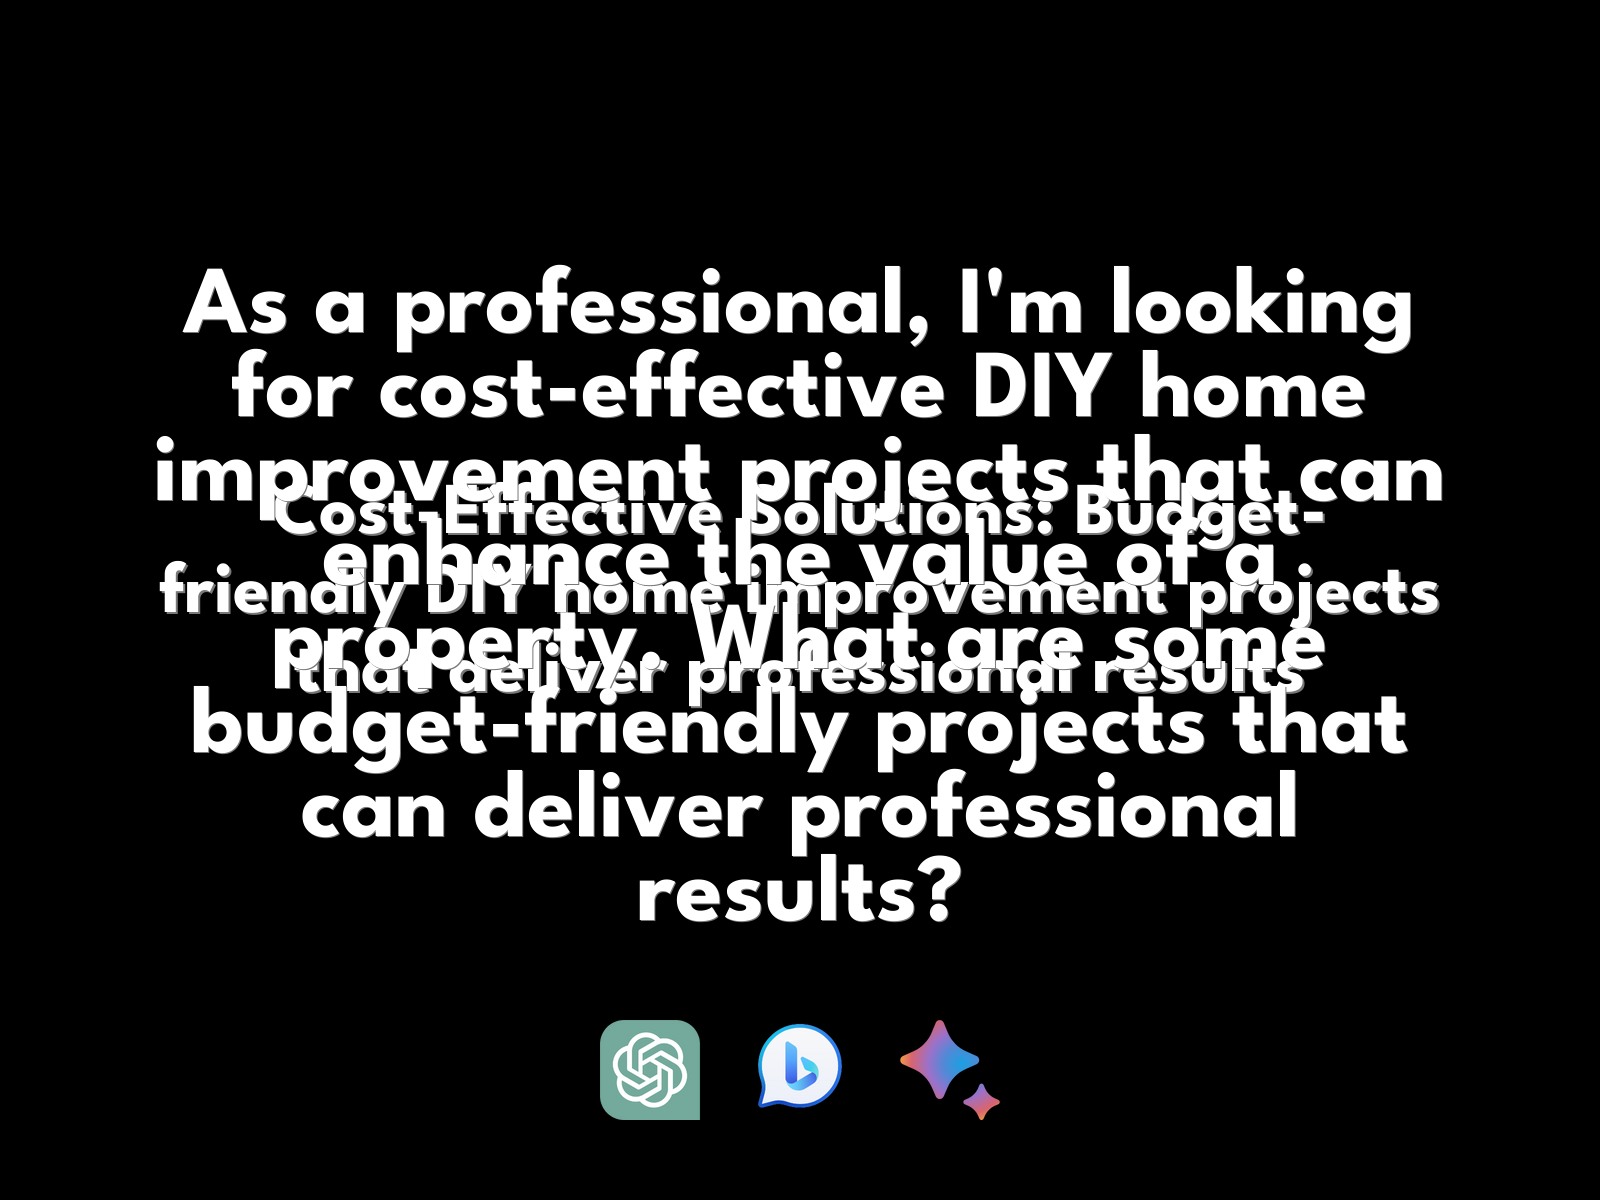 As a professional, I'm looking
for cost-effective DIY home
improvement projects that can
enhance the value of a
property. What are some
budget-friendly projects that
can deliver professional
results?
Cost-Effective Solutions: Budget-
friendly DIY home improvement projects
that deliver professional results